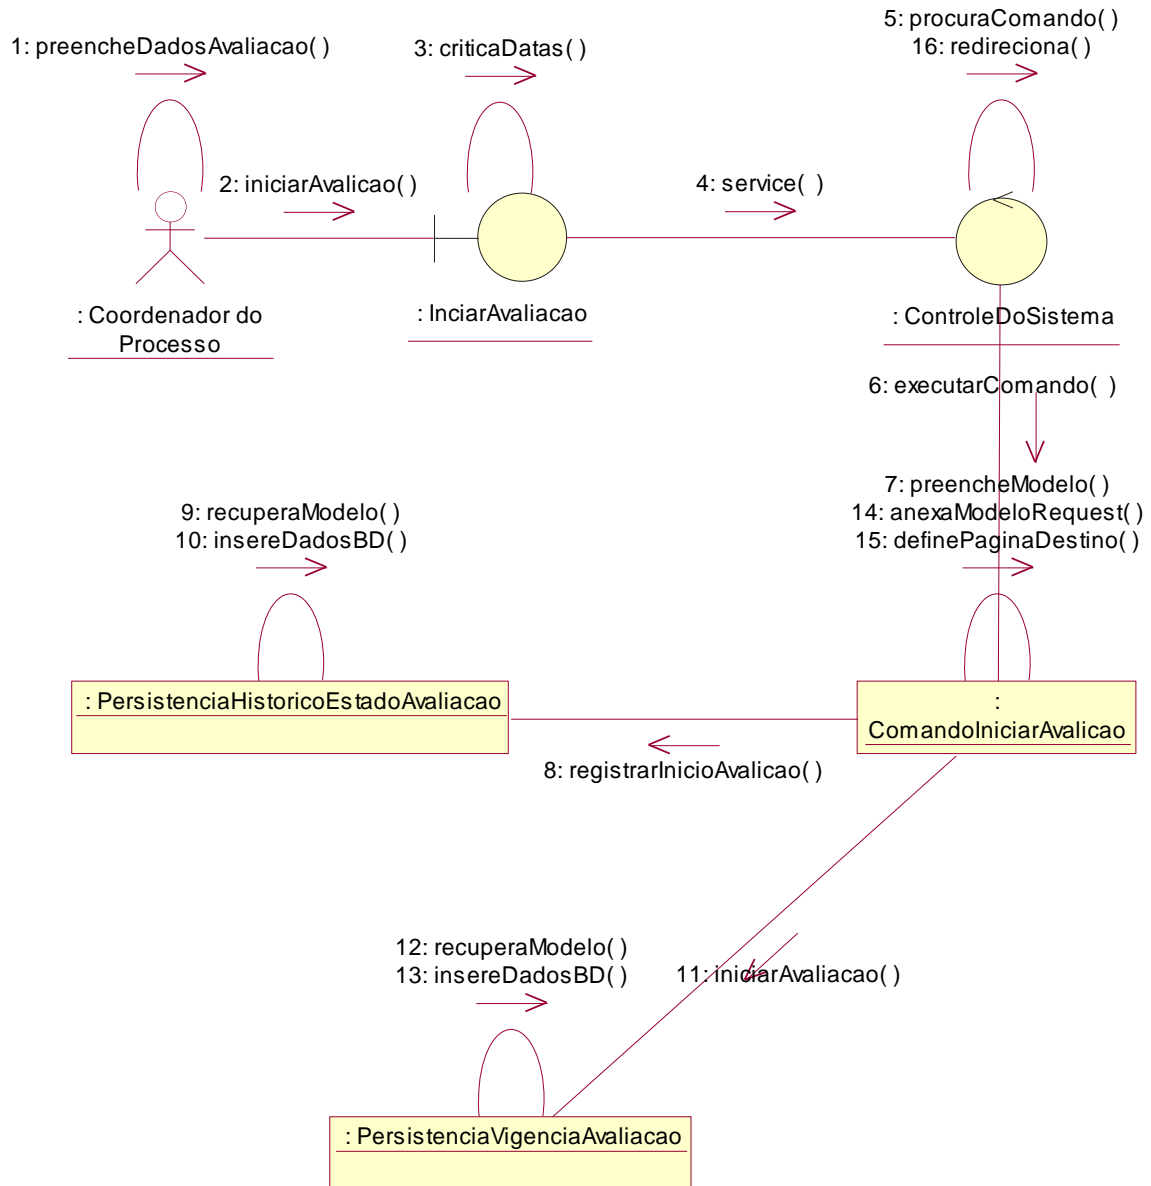 5: procuraComando( )
16: redireciona( )
1: preencheDadosAvaliacao( )
3: criticaDatas( )
2: iniciarAvalicao( )
4: service( )
: Coordenador do
Processo
: InciarAvaliacao
: ControleDoSistema
6: executarComando( )
7: preencheModelo( )
14: anexaModeloRequest( )
15: definePaginaDestino( )
9: recuperaModelo( )
10: insereDadosBD( )
: PersistenciaHistoricoEstadoAvaliacao
:
ComandoIniciarAvalicao
8: registrarInicioAvalicao( )
12: recuperaModelo( )
13: insereDadosBD( )
11: iniciarAvaliacao( )
: PersistenciaVigenciaAvaliacao